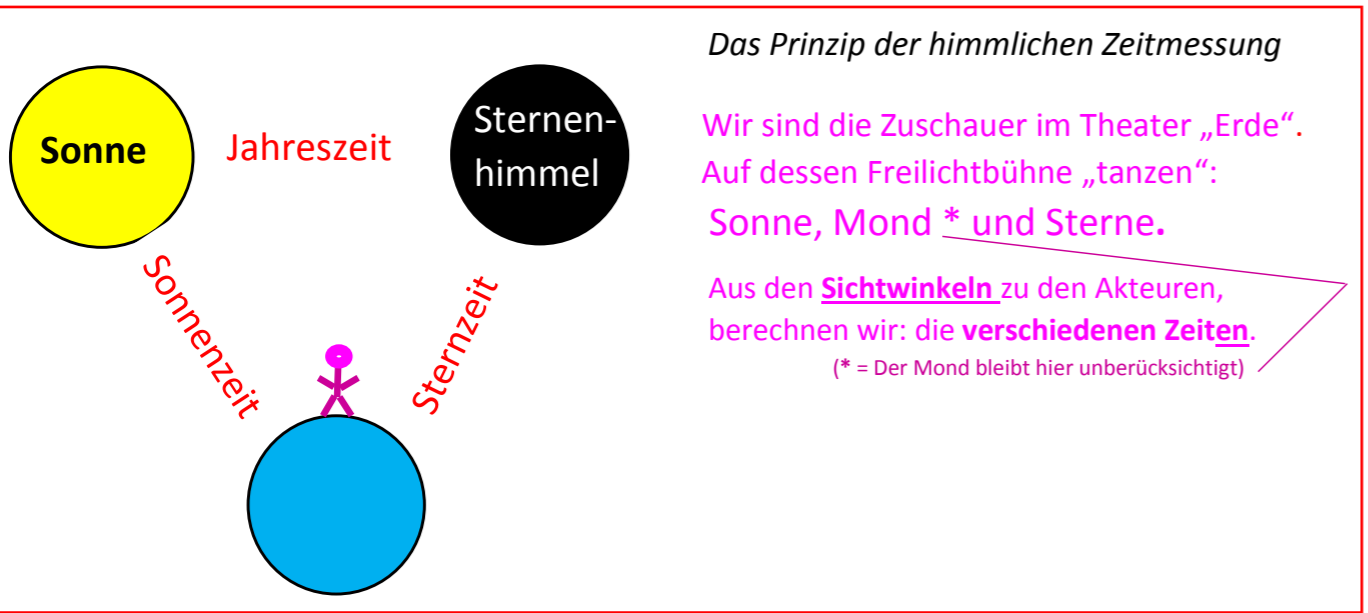 Das Prinzip der himmlichen Zeitmessung
Sonne
Jahreszeit
Sternen-
himmel
Sonnenzeit
Sternzeit
Wir sind die Zuschauer im Theater „Erde“.
Auf dessen Freilichtbühne „tanzen“:
Sonne, Mond * und Sterne.
Aus den Sichtwinkeln zu den Akteuren,
berechnen wir: die verschiedenen Zeiten.
(* = Der Mond bleibt hier unberücksigtigt)